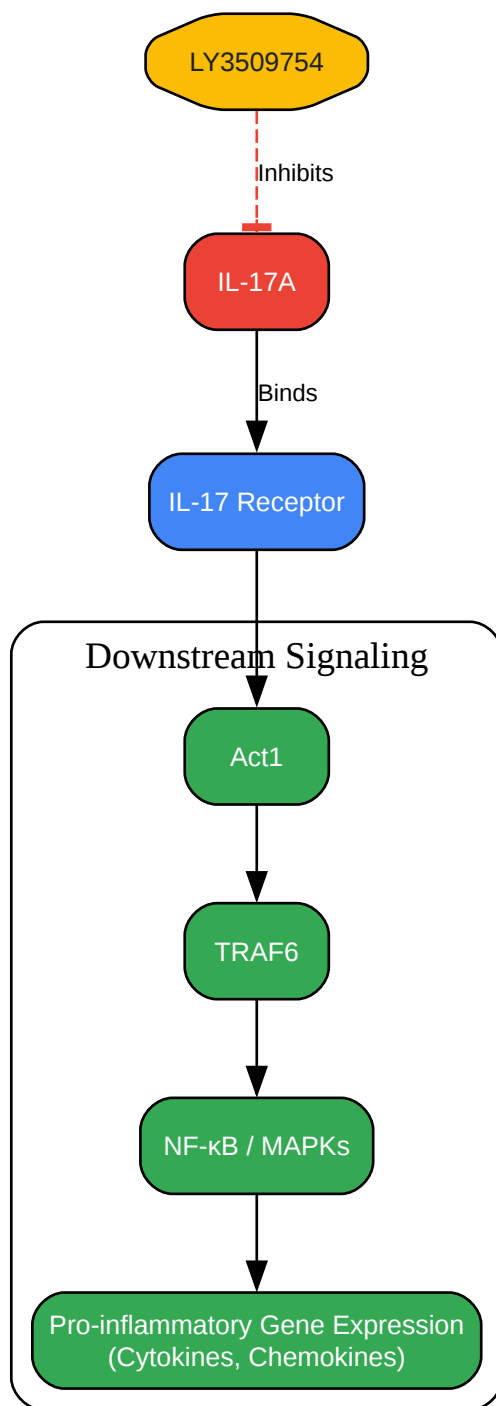 LY3509754
Inhibits
IL-17A
Binds
IL-17 Receptor
Downstream Signaling
Act1
TRAF6
NF-κB / MAPKs
Pro-inflammatory Gene Expression
(Cytokines, Chemokines)